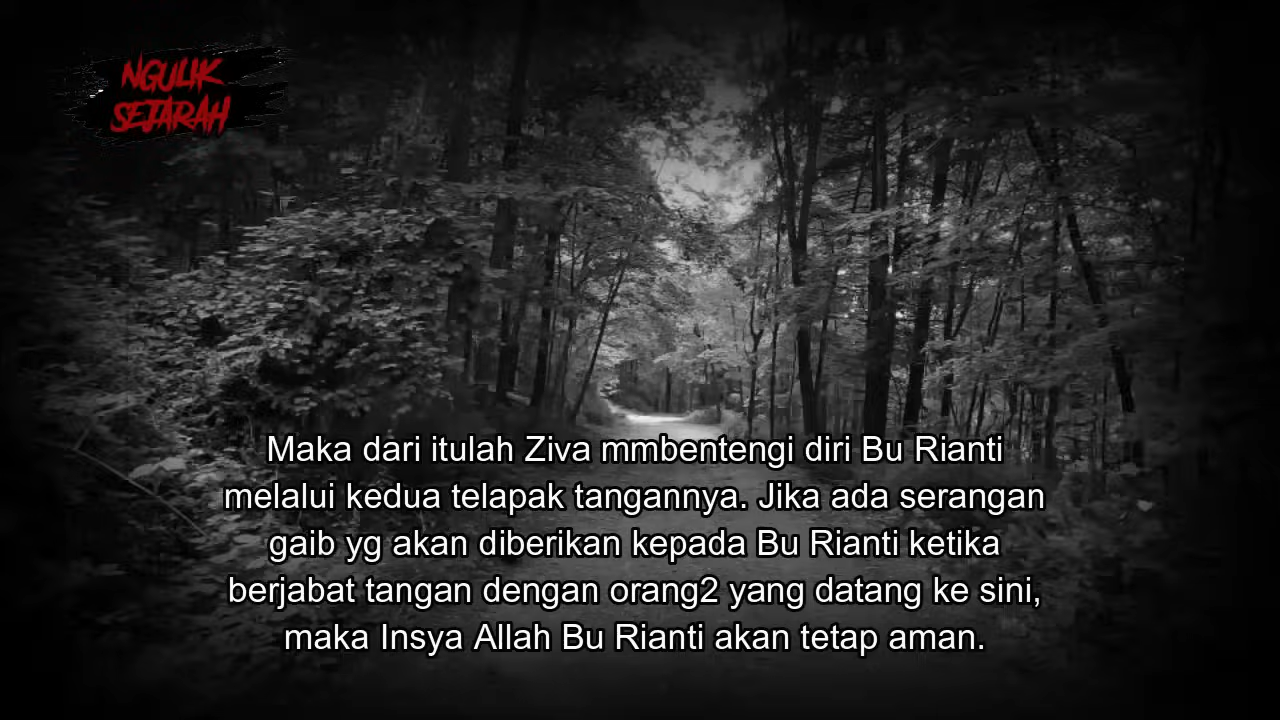 NGULIK
SEJARAH
Maka dari itulah Ziva mmbentengi diri Bu Rianti
melalui kedua telapak tangannya. Jika ada serangan
gaib yg akan diberikan kepada Bu Rianti ketika
berjabat tangan dengan orang2 yang datang ke sini,
maka Insya Allah Bu Rianti akan tetap aman.